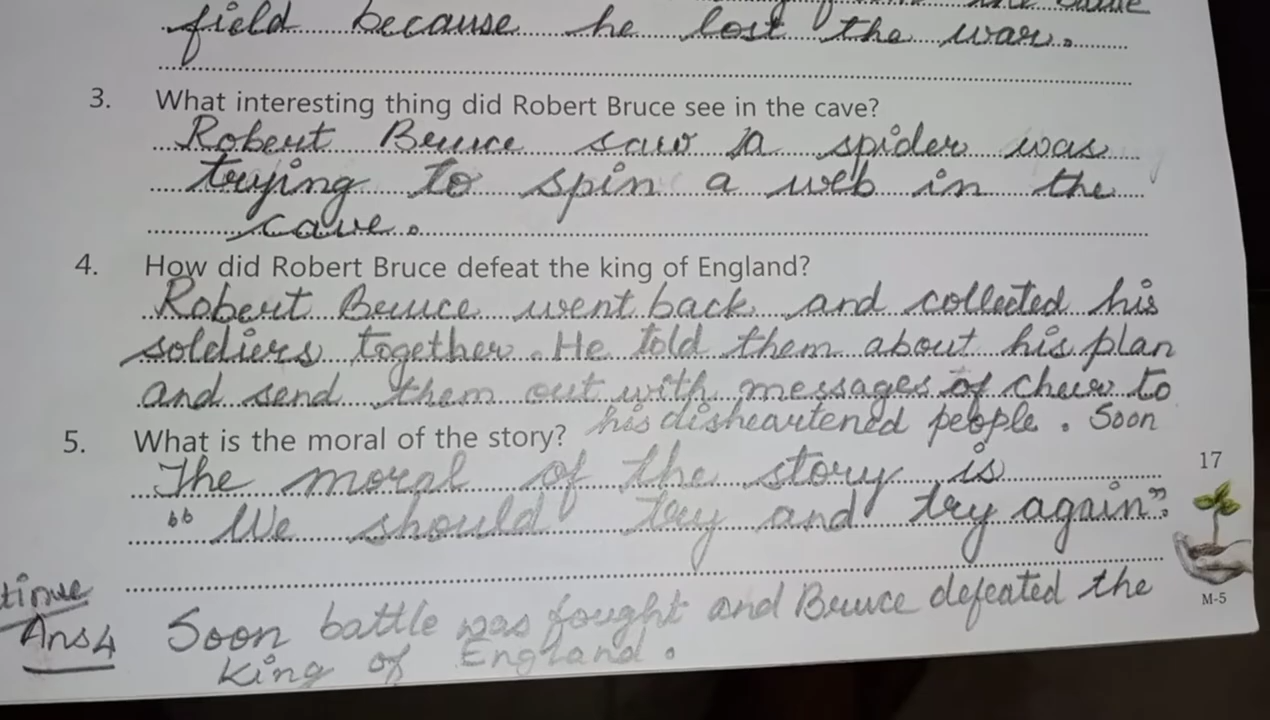 field because he lost the war.
3. What interesting thing did Robert Bruce see in the cave?
Robert Bruce saw a spider was
trying to spin a web in the
cave.
4. How did Robert Bruce defeat the king of England?
Robert Bruce went back and collected his
soldiers together. He told them about his plan
and send them out with messages of cheer to
his disheartened people. Soon
5. What is the moral of the story?
The moral of the story is
"We should try and try again".
17
M-5
tinue
Ans 4 Soon battle was fought and Bruce defeated the
King of England.